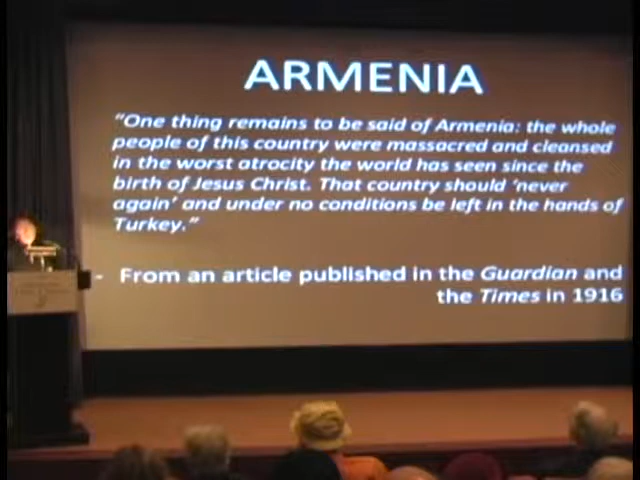 ARMENIA
"One thing remains to be said of Armenia: the whole
people of this country were massacred and cleansed
in the worst atrocity the world has seen since the
birth of Jesus Christ. That country should 'never
again' and under no conditions be left in the hands of
Turkey."
- From an article published in the Guardian and
the Times in 1916